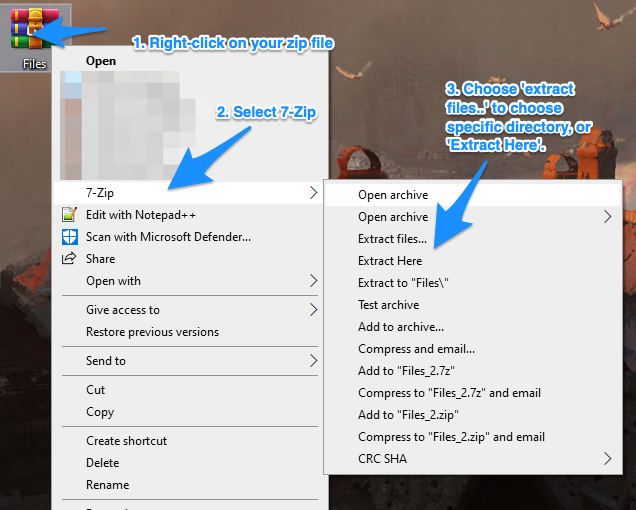 1. Right-click on your zip file
Files
Open
2. Select 7-Zip
3. Choose 'extract
files..' to choose
specific directory, or
'Extract Here'.
7-Zip
Edit with Notepad++
Scan with Microsoft Defender...
Share
Open with
Give access to
Restore previous versions
Send to
Cut
Copy
Create shortcut
Delete
Rename
Open archive
Open archive
Extract files...
Extract Here
Extract to "Files\"
Test archive
Add to archive...
Compress and email...
Add to "Files_2.7z"
Compress to "Files_2.7z" and email
Add to "Files_2.zip"
Compress to "Files_2.zip" and email
CRC SHA